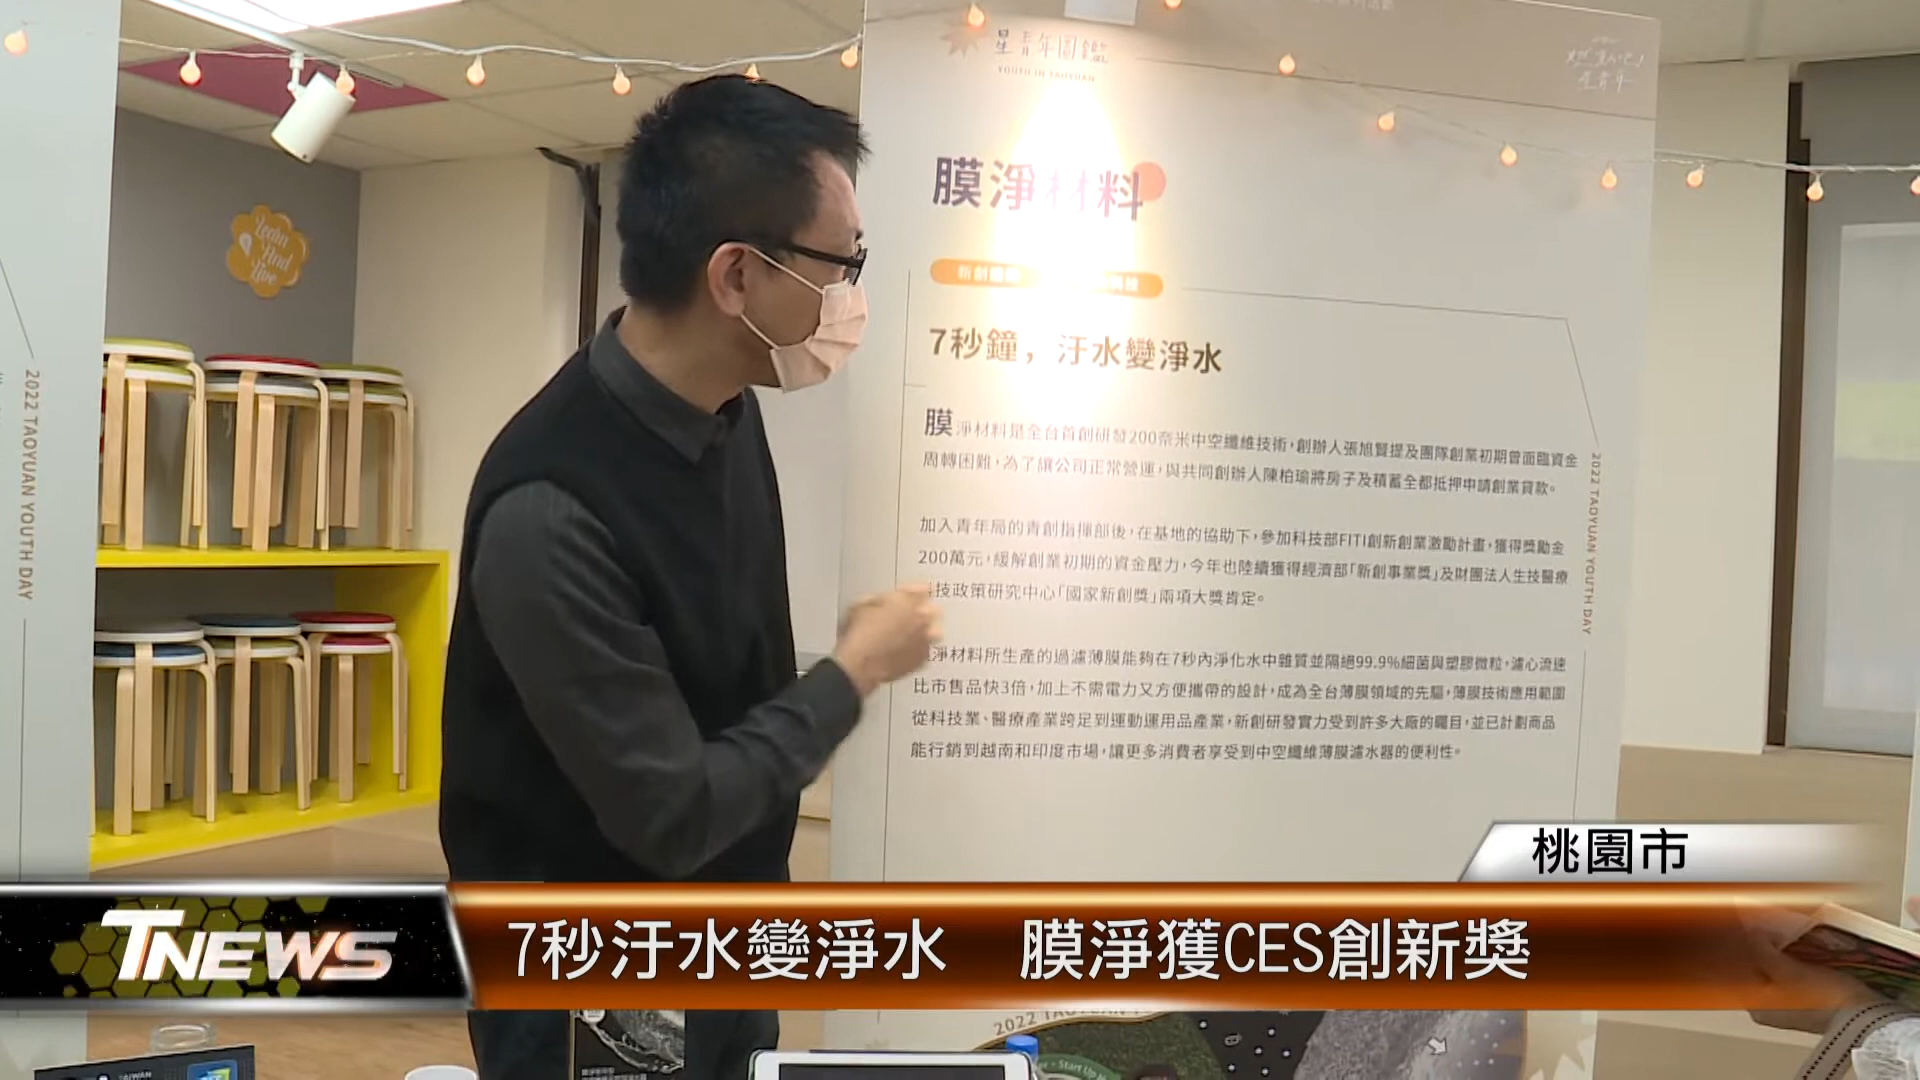 星青年圖鑑
YOUTH IN TAOYUAN
燃起吧!
星青年
膜淨材料
7秒鐘，汙水變淨水
膜淨材料是全台首創研發200奈米中空纖維技術，創辦人張旭賢提及團隊創業初期曾面臨資金
周轉困難，為了讓公司正常營運，與共同創辦人陳柏瑜將房子及積蓄全都抵押申請創業貸款。
加入青年局的青創指揮部後，在基地的協助下，參加科技部FITI創新創業激勵計畫，獲得獎勵金
200萬元，緩解創業初期的資金壓力，今年也陸續獲得經濟部「新創事業獎」及財團法人生技醫療
科技政策研究中心「國家新創獎」兩項大獎肯定。
淨材料所生產的過濾薄膜能夠在7秒內淨化水中雜質並隔絕99.9%細菌與塑膠微粒，濾心流速
比市售品快3倍，加上不需電力又方便攜帶的設計，成為全台薄膜領域的先驅，薄膜技術應用範圍
從科技業、醫療產業跨足到運動運用品產業，新創研發實力受到許多大廠的矚目，並已計劃商品
能行銷到越南和印度市場，讓更多消費者享受到中空纖維薄膜濾水器的便利性。
2022 TAOYUAN YOUTH DAY
2022 TAOYUAN YOUTH DAY
Learn
And
Live
桃園市
TNEWS
7秒汙水變淨水 膜淨獲CES創新獎
2022
TAIWAN
Start Up